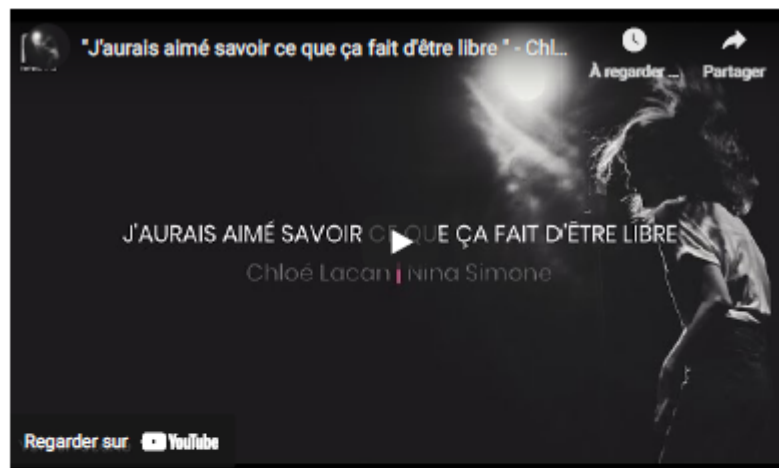 "J'aurais aimé savoir ce que ça fait d'être libre " - Chl...
À regarder ...
Partager
J'AURAIS AIMÉ SAVOIR CE QUE ÇA FAIT D'ÊTRE LIBRE
Chloé Lacan | Nina Simone
Regarder sur YouTube